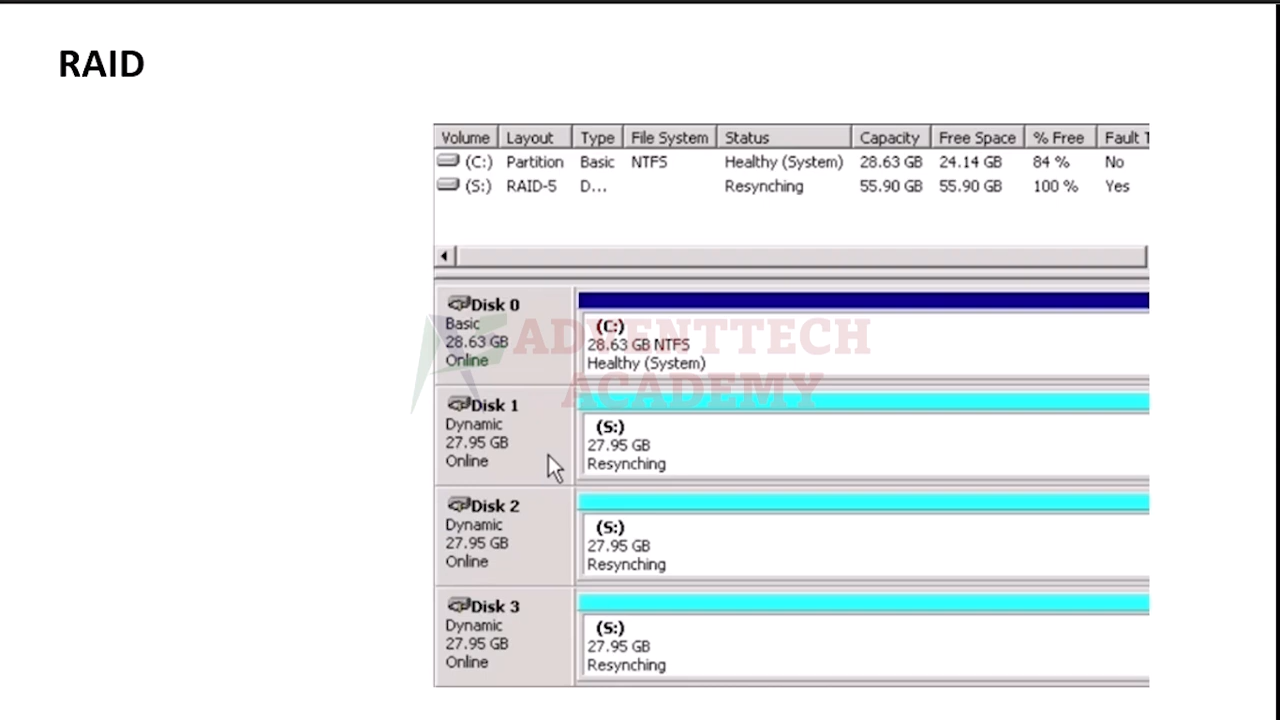 RAID
Volume Layout Type File System Status Capacity Free Space % Free Fault T
(C:) Partition Basic NTFS Healthy (System) 28.63 GB 24.14 GB 84 % No
(S:) RAID-5 D... Resynching 55.90 GB 55.90 GB 100 % Yes
Disk 0
Basic
28.63 GB
Online
(C:)
28.63 GB NTFS
Healthy (System)
ADVENTTECH
ACADEMY
Disk 1
Dynamic
27.95 GB
Online
(S:)
27.95 GB
Resynching
Disk 2
Dynamic
27.95 GB
Online
(S:)
27.95 GB
Resynching
Disk 3
Dynamic
27.95 GB
Online
(S:)
27.95 GB
Resynching